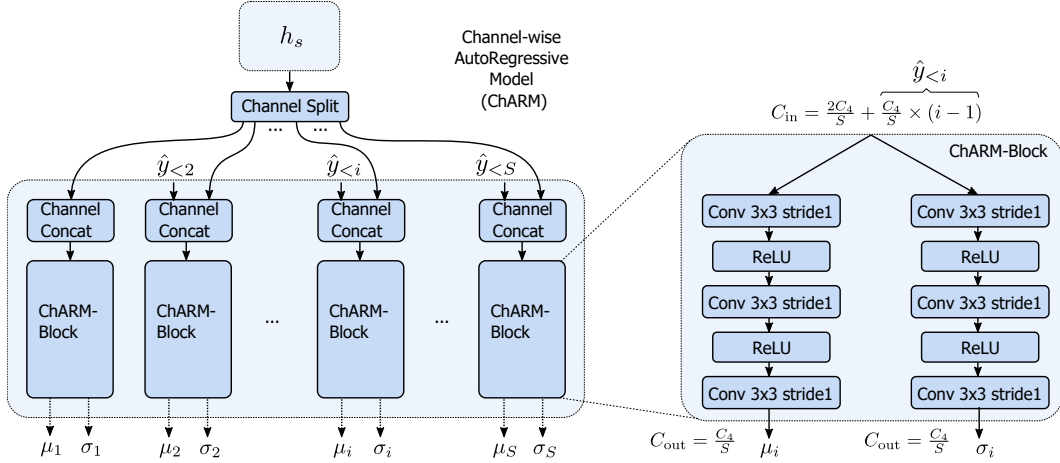 h_s
Channel-wise
AutoRegressive
Model
(ChARM)
Channel Split
... ...
ŷ_{<2} ŷ_{<i} ŷ_{<S}
Channel Concat
Channel Concat
Channel Concat
Channel Concat
ChARM-Block
ChARM-Block
...
ChARM-Block
...
ChARM-Block
μ_1 σ_1 μ_2 σ_2 μ_i σ_i μ_S σ_S
ŷ_{<i}
C_in = 2C_4/S + C_4/S × (i − 1)
ChARM-Block
Conv 3x3 stride1 Conv 3x3 stride1
ReLU ReLU
Conv 3x3 stride1 Conv 3x3 stride1
ReLU ReLU
Conv 3x3 stride1 Conv 3x3 stride1
C_out = C_4/S μ_i C_out = C_4/S σ_i